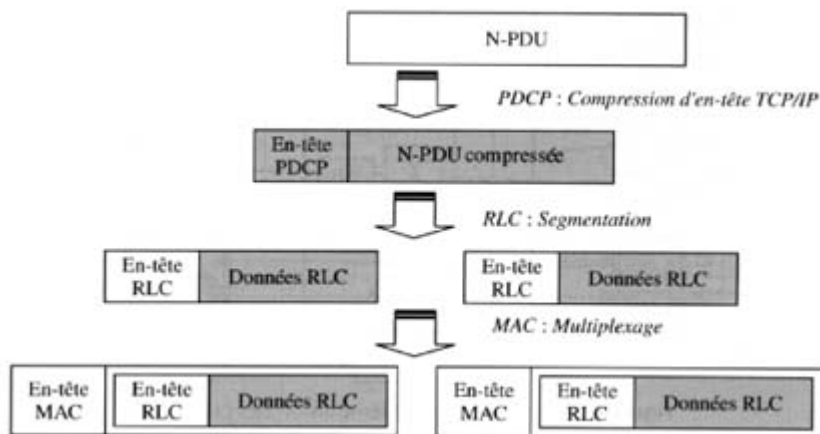 N-PDU
PDCP : Compression d'en-tête TCP/IP
En-tête
PDCP
N-PDU compressée
RLC : Segmentation
En-tête
RLC
Données RLC
En-tête
RLC
Données RLC
MAC : Multiplexage
En-tête
MAC
En-tête
RLC
Données RLC
En-tête
MAC
En-tête
RLC
Données RLC